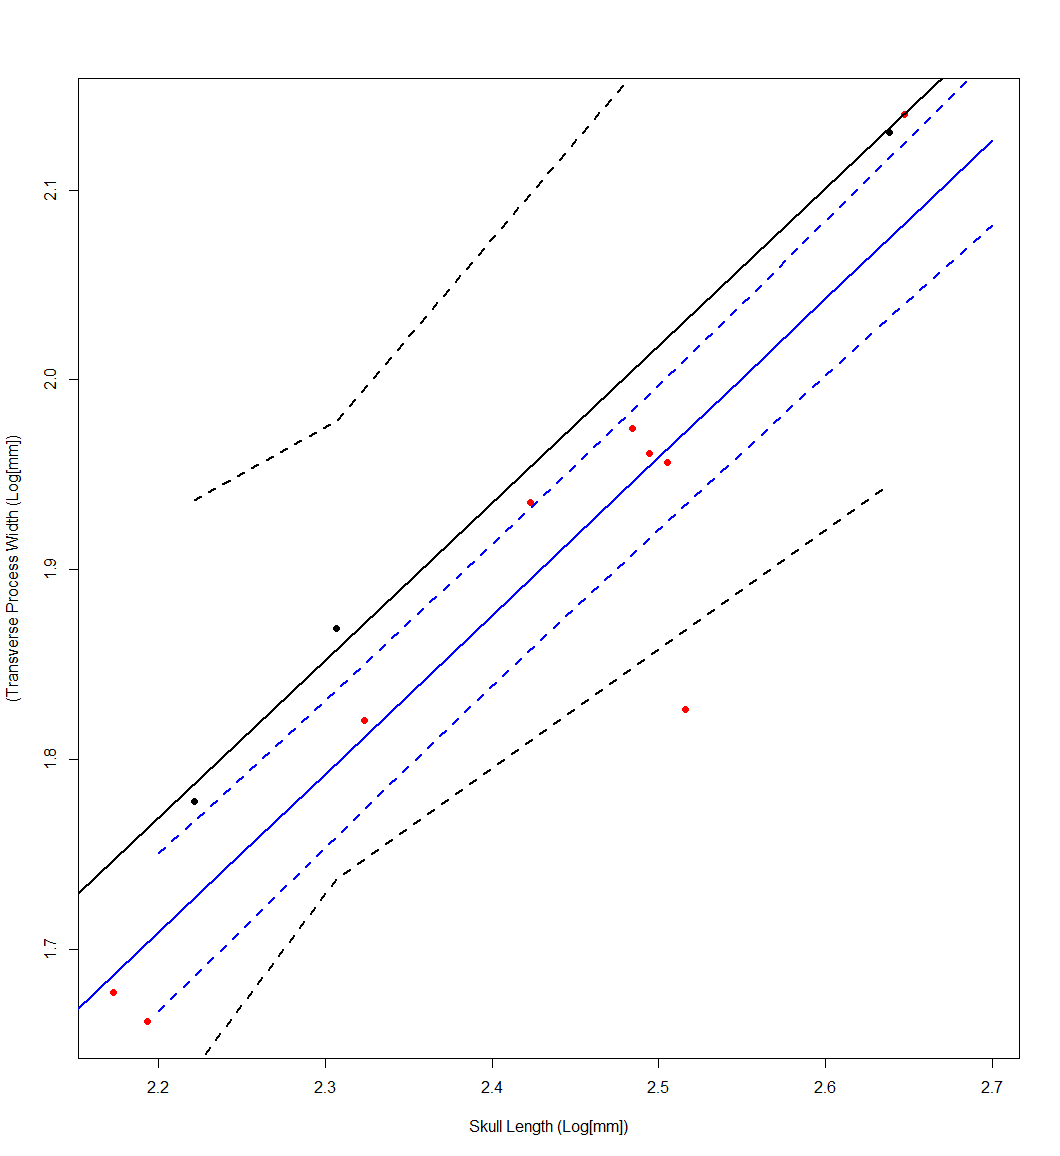 2.1
2.0
1.9
1.8
1.7
(Transverse Process Width (Log[mm])
2.2 2.3 2.4 2.5 2.6 2.7
Skull Length (Log[mm])